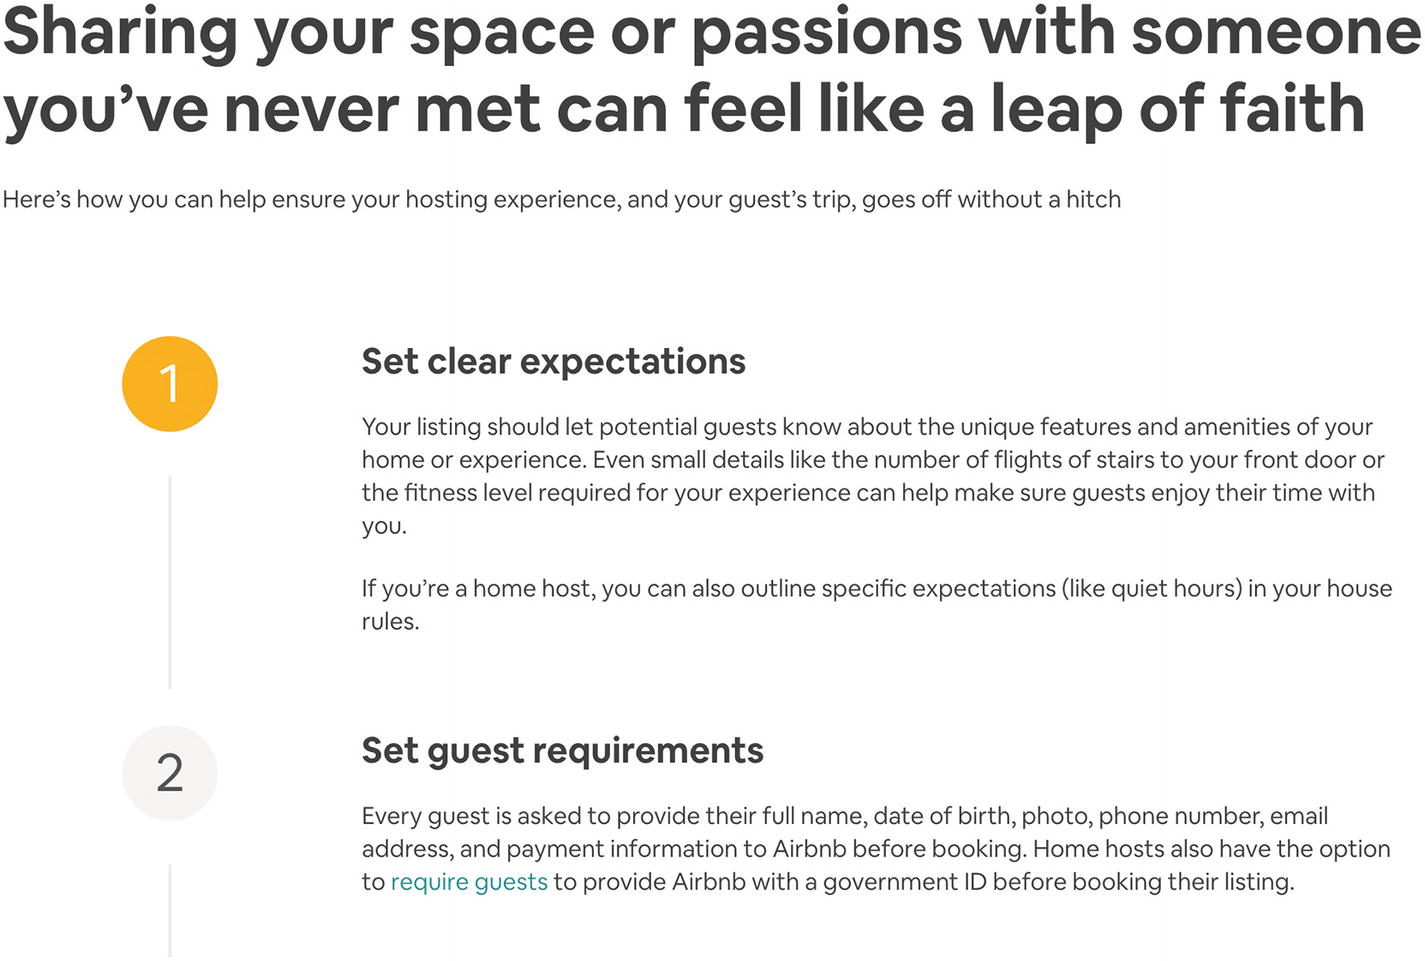 Sharing your space or passions with someone
you’ve never met can feel like a leap of faith
Here’s how you can help ensure your hosting experience, and your guest’s trip, goes off without a hitch
1
Set clear expectations
Your listing should let potential guests know about the unique features and amenities of your
home or experience. Even small details like the number of flights of stairs to your front door or
the fitness level required for your experience can help make sure guests enjoy their time with
you.
If you’re a home host, you can also outline specific expectations (like quiet hours) in your house
rules.
2
Set guest requirements
Every guest is asked to provide their full name, date of birth, photo, phone number, email
address, and payment information to Airbnb before booking. Home hosts also have the option
to require guests to provide Airbnb with a government ID before booking their listing.